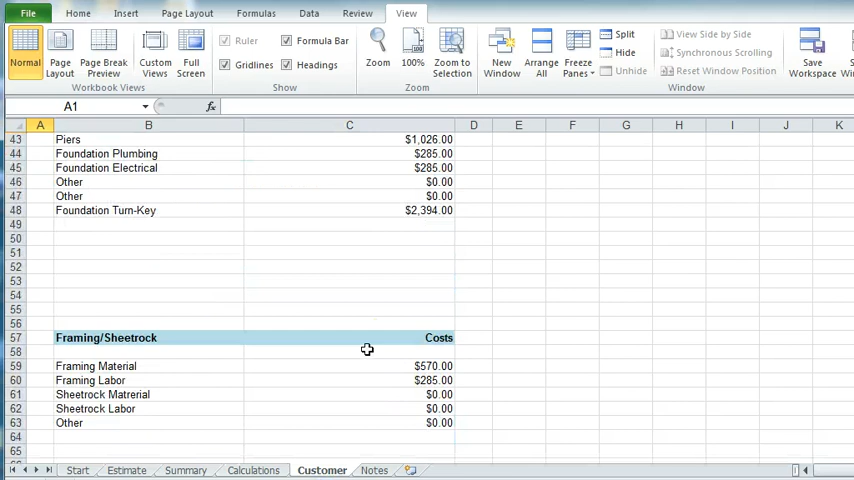 File Home Insert Page Layout Formulas Data Review View
Normal Page Layout Page Break Preview Custom Views Full Screen
Workbook Views
Ruler Formula Bar
Gridlines Headings
Show
Zoom 100% Zoom to Selection
Zoom
New Window Arrange All Freeze Panes
Split
Hide
Unhide
View Side by Side
Synchronous Scrolling
Reset Window Position
Window
Save Workspace
A1 fx
A B C D E F G H I J K
43 Piers $1,026.00
44 Foundation Plumbing $285.00
45 Foundation Electrical $285.00
46 Other $0.00
47 Other $0.00
48 Foundation Turn-Key $2,394.00
49
50
51
52
53
54
55
56
57 Framing/Sheetrock Costs
58
59 Framing Material $570.00
60 Framing Labor $285.00
61 Sheetrock Matrerial $0.00
62 Sheetrock Labor $0.00
63 Other $0.00
64
65
Start Estimate Summary Calculations Customer Notes